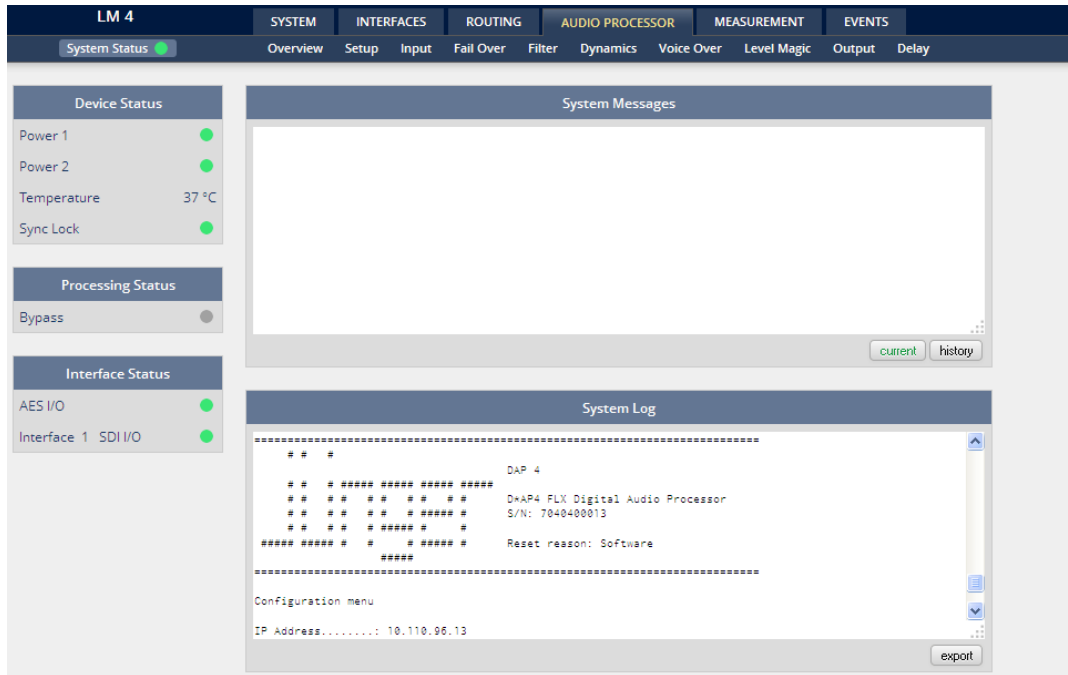 LM 4
SYSTEM INTERFACES ROUTING AUDIO PROCESSOR MEASUREMENT EVENTS
System Status
Overview Setup Input Fail Over Filter Dynamics Voice Over Level Magic Output Delay
Device Status
Power 1
Power 2
Temperature 37 °C
Sync Lock
Processing Status
Bypass
Interface Status
AES I/O
Interface 1 SDI I/O
System Messages
current history
System Log
DAP 4
D*AP4 FLX Digital Audio Processor
S/N: 7040400013
Reset reason: Software
Configuration menu
IP Address........: 10.110.96.13
export